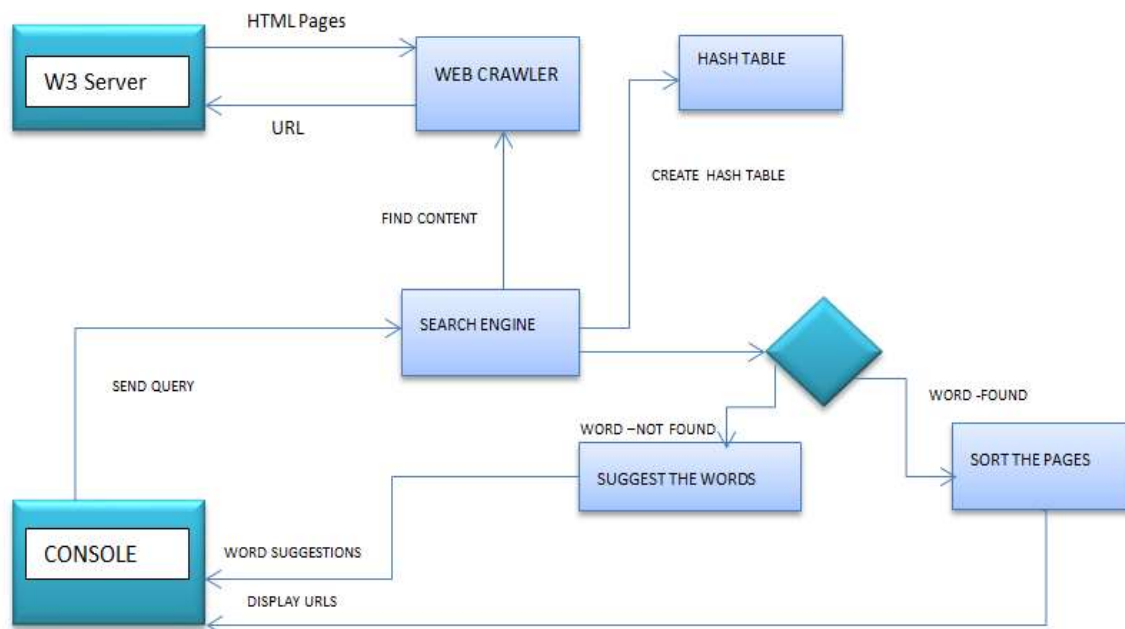 HTML Pages
W3 Server
WEB CRAWLER
HASH TABLE
URL
CREATE HASH TABLE
FIND CONTENT
SEARCH ENGINE
SEND QUERY
WORD -FOUND
WORD –NOT FOUND
SORT THE PAGES
SUGGEST THE WORDS
CONSOLE
WORD SUGGESTIONS
DISPLAY URLS